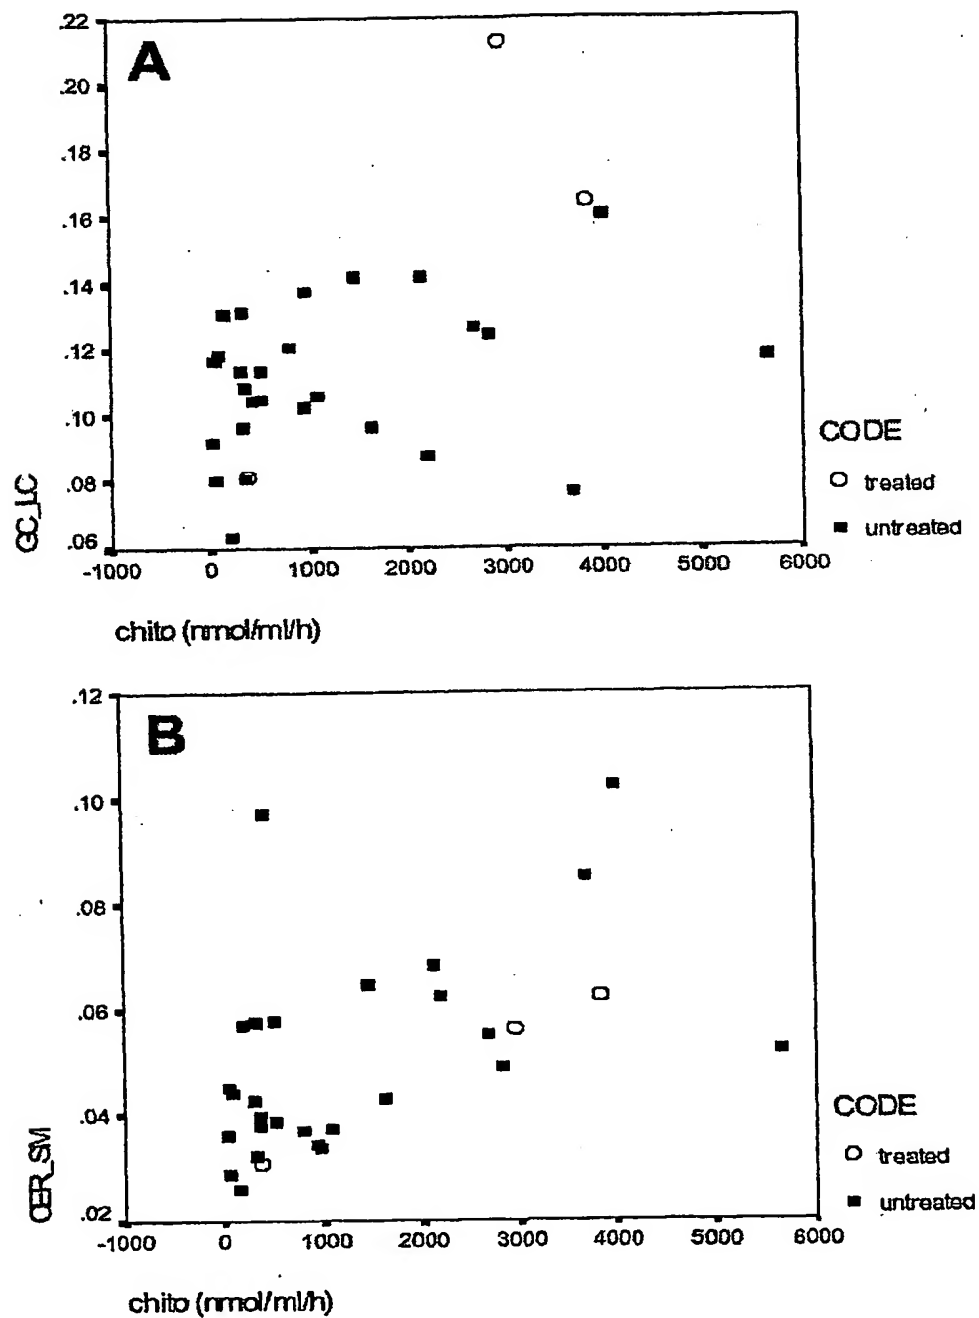 A
.22
.20
.18
.16
.14
.12
.10
.08
.06
GC_LC
-1000 0 1000 2000 3000 4000 5000 6000
chito (nmol/ml/h)
CODE
treated
untreated
B
.12
.10
.08
.06
.04
.02
CER_SM
-1000 0 1000 2000 3000 4000 5000 6000
chito (nmol/ml/h)
CODE
treated
untreated